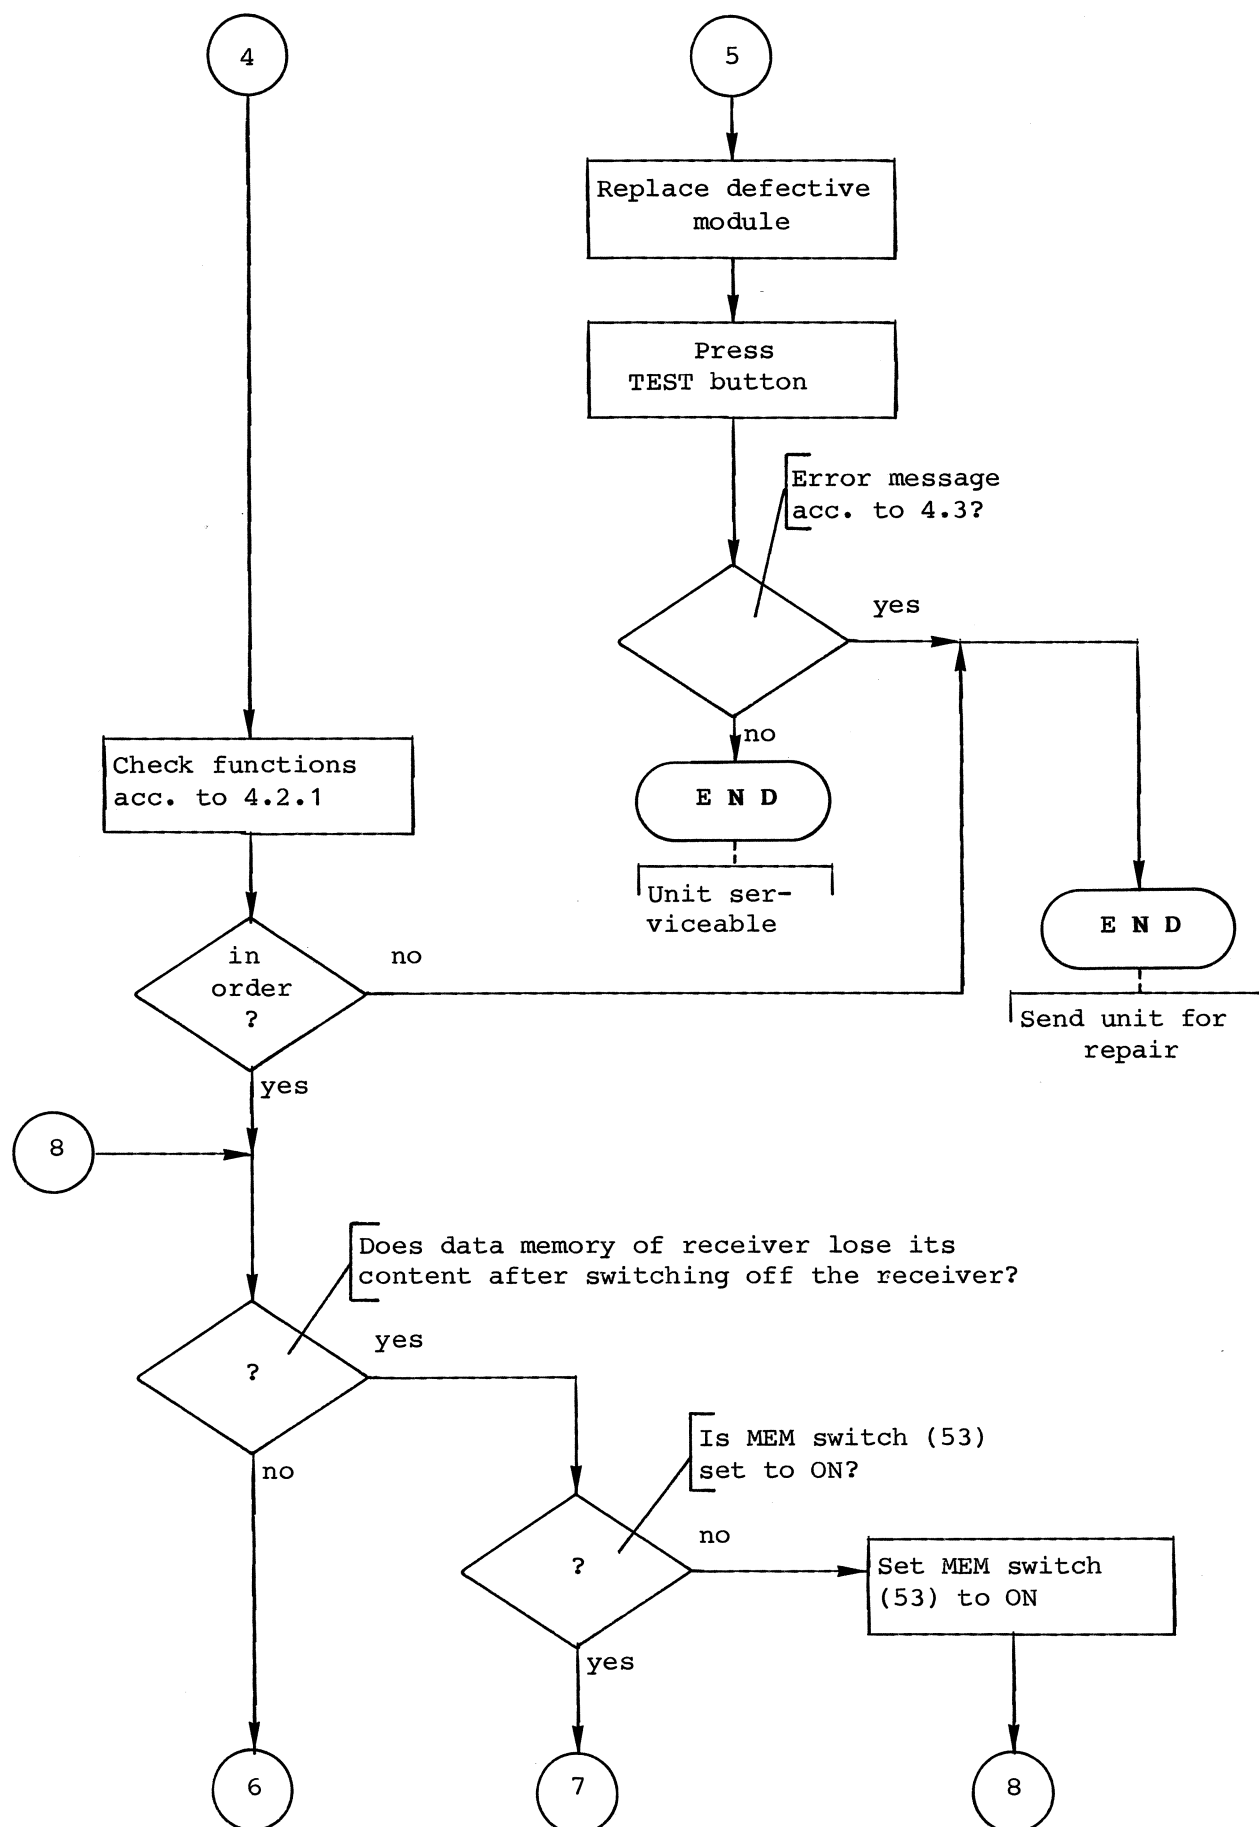 4
5
Replace defective
module
Press
TEST button
Error message
acc. to 4.3?
yes
no
Check functions
acc. to 4.2.1
E N D
Unit ser-
viceable
E N D
in
order
?
no
Send unit for
repair
yes
8
Does data memory of receiver lose its
content after switching off the receiver?
yes
?
Is MEM switch (53)
set to ON?
no
no
?
Set MEM switch
(53) to ON
yes
6
7
8